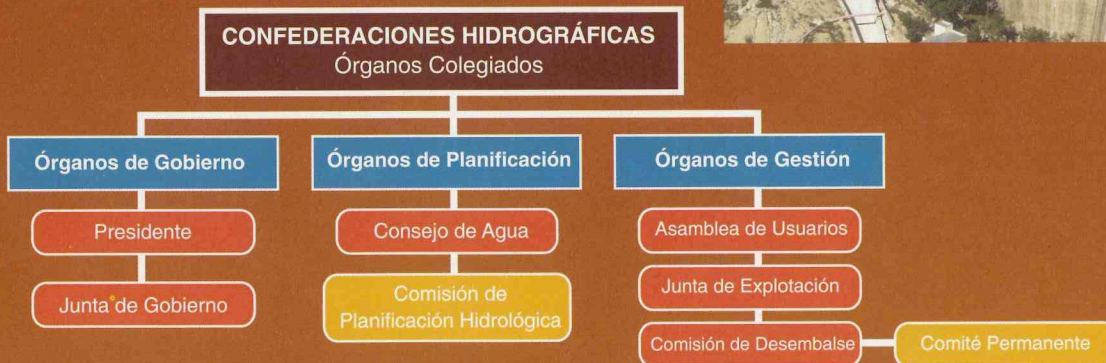 CONFEDERACIONES HIDROGRÁFICAS
Órganos Colegiados
Órganos de Gobierno
Presidente
Junta de Gobierno
Órganos de Planificación
Consejo de Agua
Comisión de
Planificación Hidrológica
Órganos de Gestión
Asamblea de Usuarios
Junta de Explotación
Comisión de Desembalse
Comité Permanente